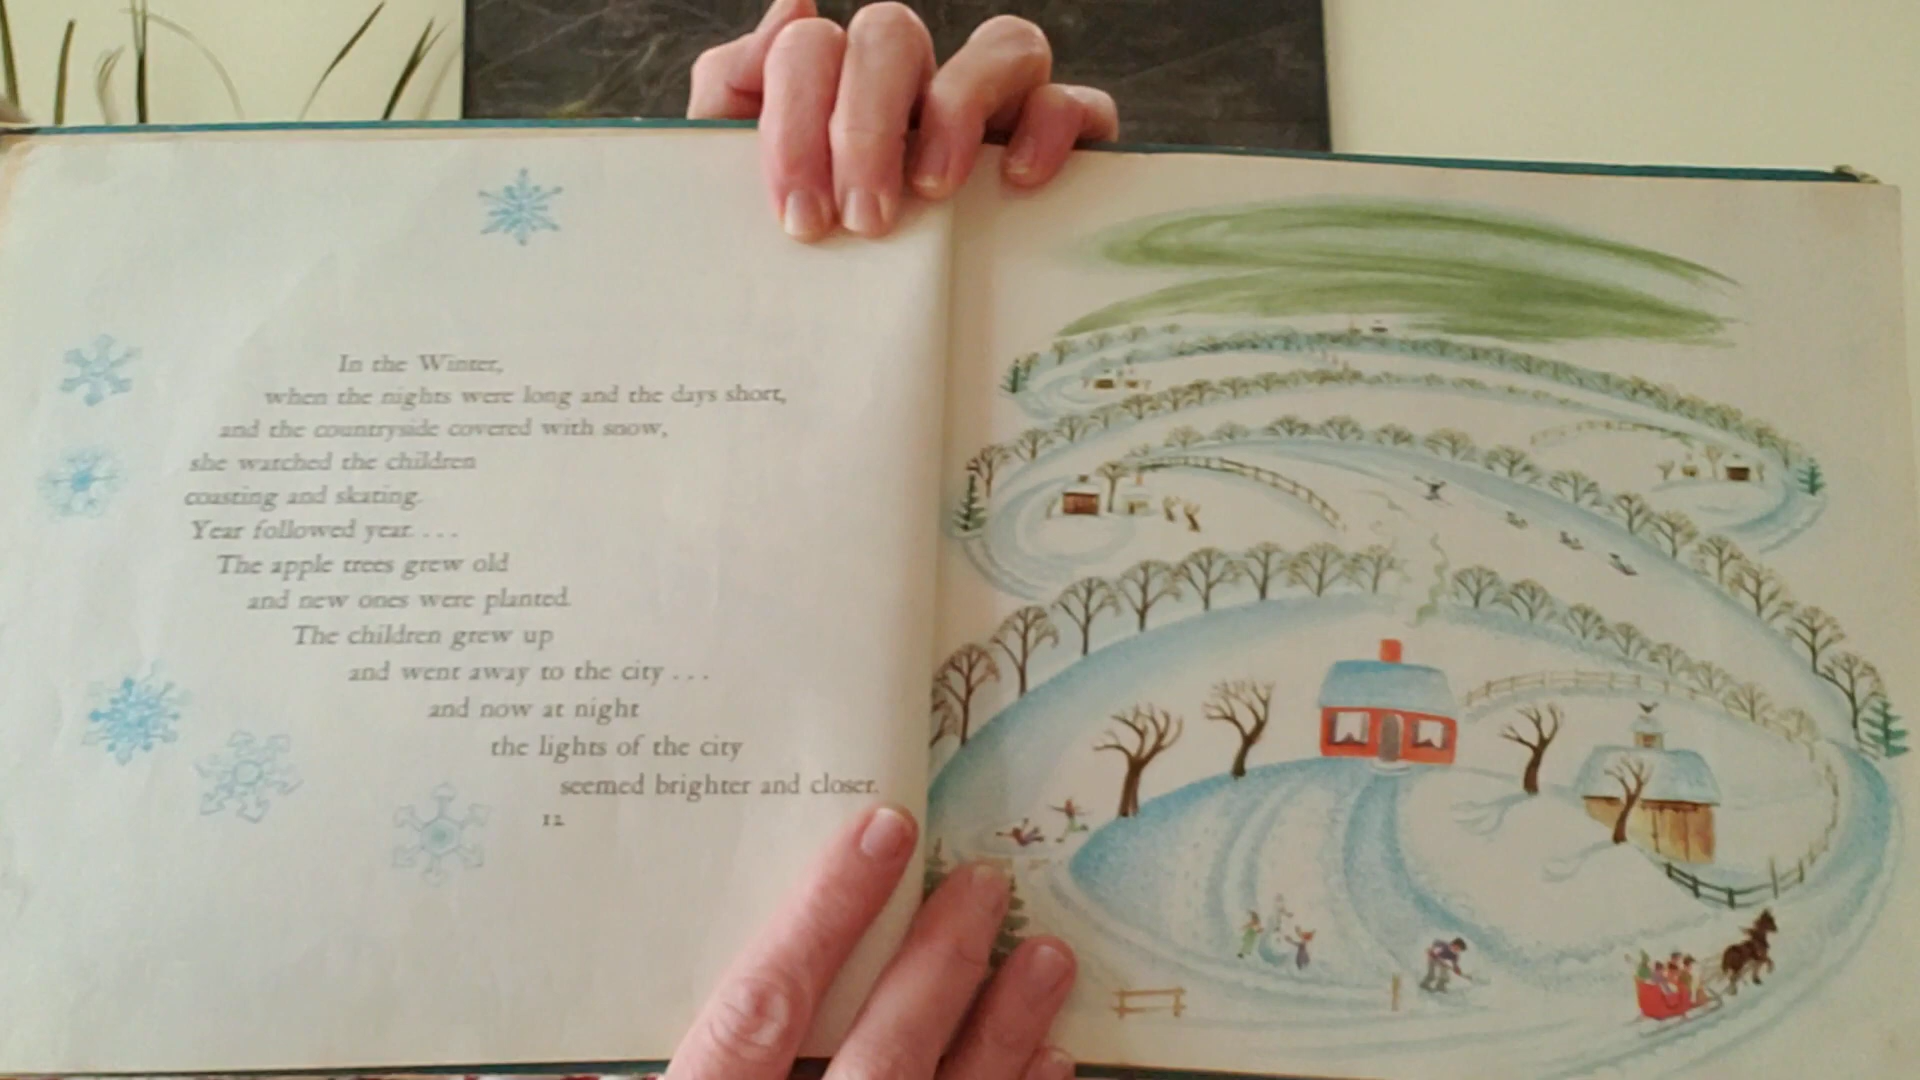 In the Winter,
when the nights were long and the days short,
and the countryside covered with snow,
she watched the children
coasting and skating.
Year followed year. . . .
The apple trees grew old
and new ones were planted.
The children grew up
and went away to the city . . .
and now at night
the lights of the city
seemed brighter and closer.
12